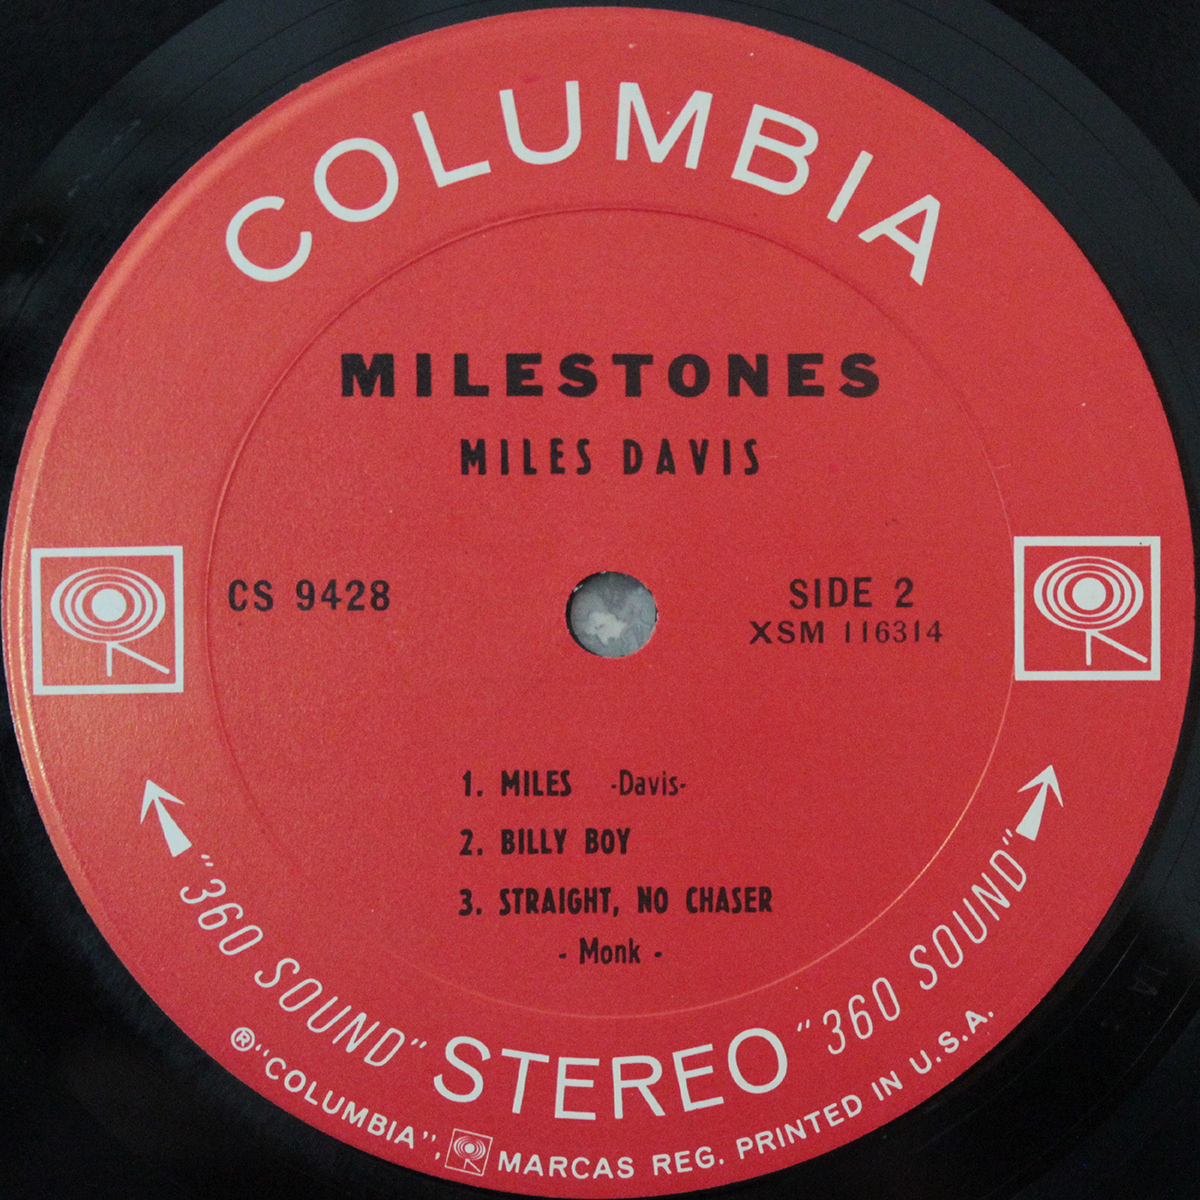 COLUMBIA
MILESTONES
MILES DAVIS
CS 9428
SIDE 2
XSM 116314
1. MILES -Davis-
2. BILLY BOY
3. STRAIGHT, NO CHASER
- Monk -
"360 SOUND" STEREO "360 SOUND"
®"COLUMBIA", MARCAS REG. PRINTED IN U.S.A.